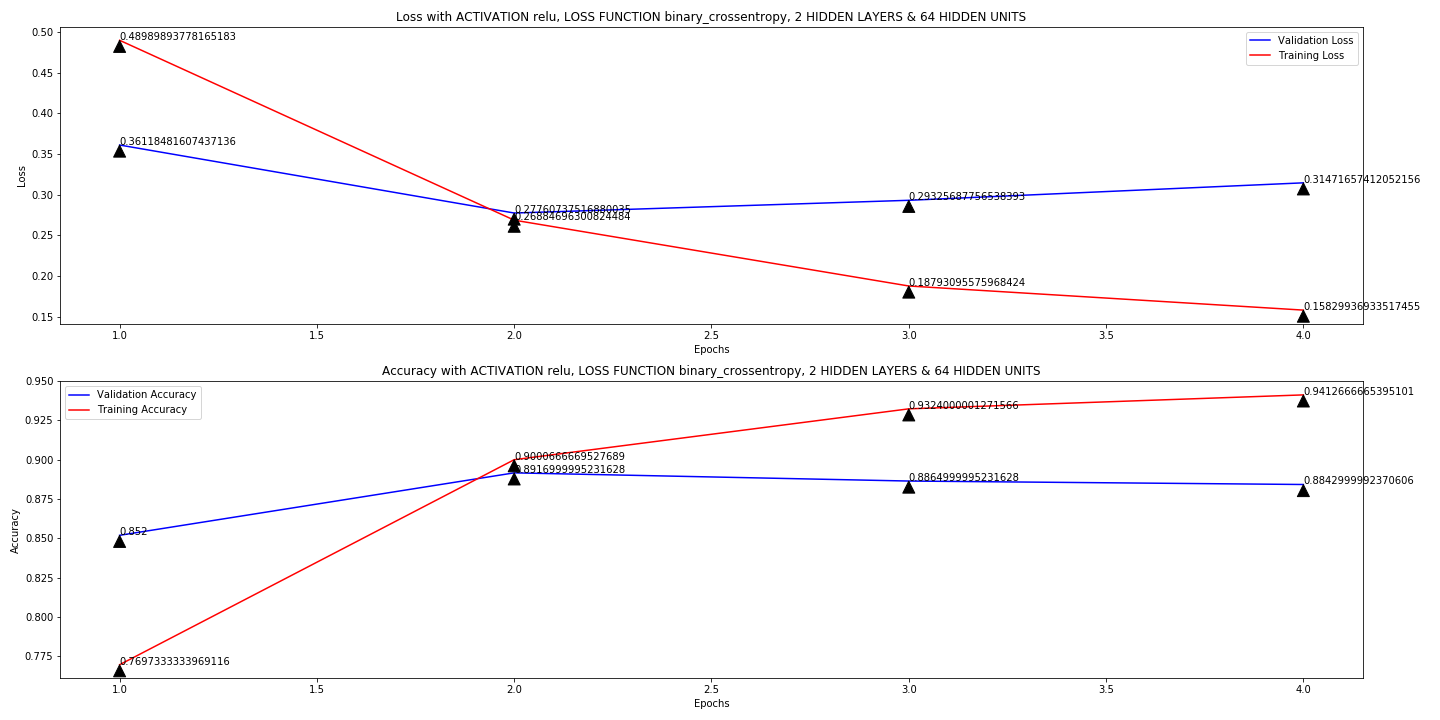 Loss with ACTIVATION relu, LOSS FUNCTION binary_crossentropy, 2 HIDDEN LAYERS & 64 HIDDEN UNITS
0.50
0.45
0.40
0.35
0.30
0.25
0.20
0.15
Loss
0.48989893778165183
0.36118481607437136
0.27760737516880035
0.26884696300824484
0.29325687756538393
0.18793095575968424
0.31471657412052156
0.15829936933517455
Validation Loss
Training Loss
1.0 1.5 2.0 2.5 3.0 3.5 4.0
Epochs
Accuracy with ACTIVATION relu, LOSS FUNCTION binary_crossentropy, 2 HIDDEN LAYERS & 64 HIDDEN UNITS
0.950
0.925
0.900
0.875
0.850
0.825
0.800
0.775
Accuracy
Validation Accuracy
Training Accuracy
0.852
0.7697333333969116
0.9000666669527689
0.8916999995231628
0.9324000001271566
0.8864999995231628
0.9412666665395101
0.8842999992370606
1.0 1.5 2.0 2.5 3.0 3.5 4.0
Epochs